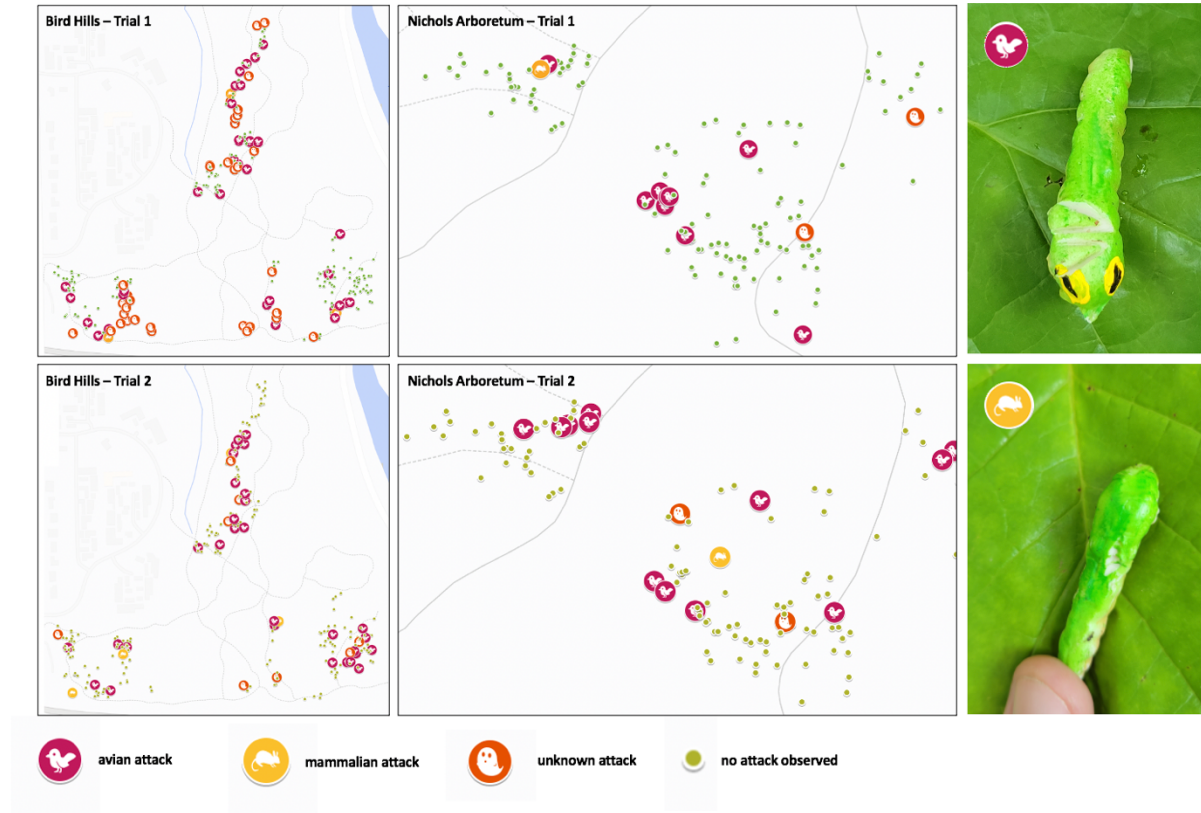 Bird Hills – Trial 1
Nichols Arboretum – Trial 1
Bird Hills – Trial 2
Nichols Arboretum – Trial 2
avian attack
mammalian attack
unknown attack
no attack observed